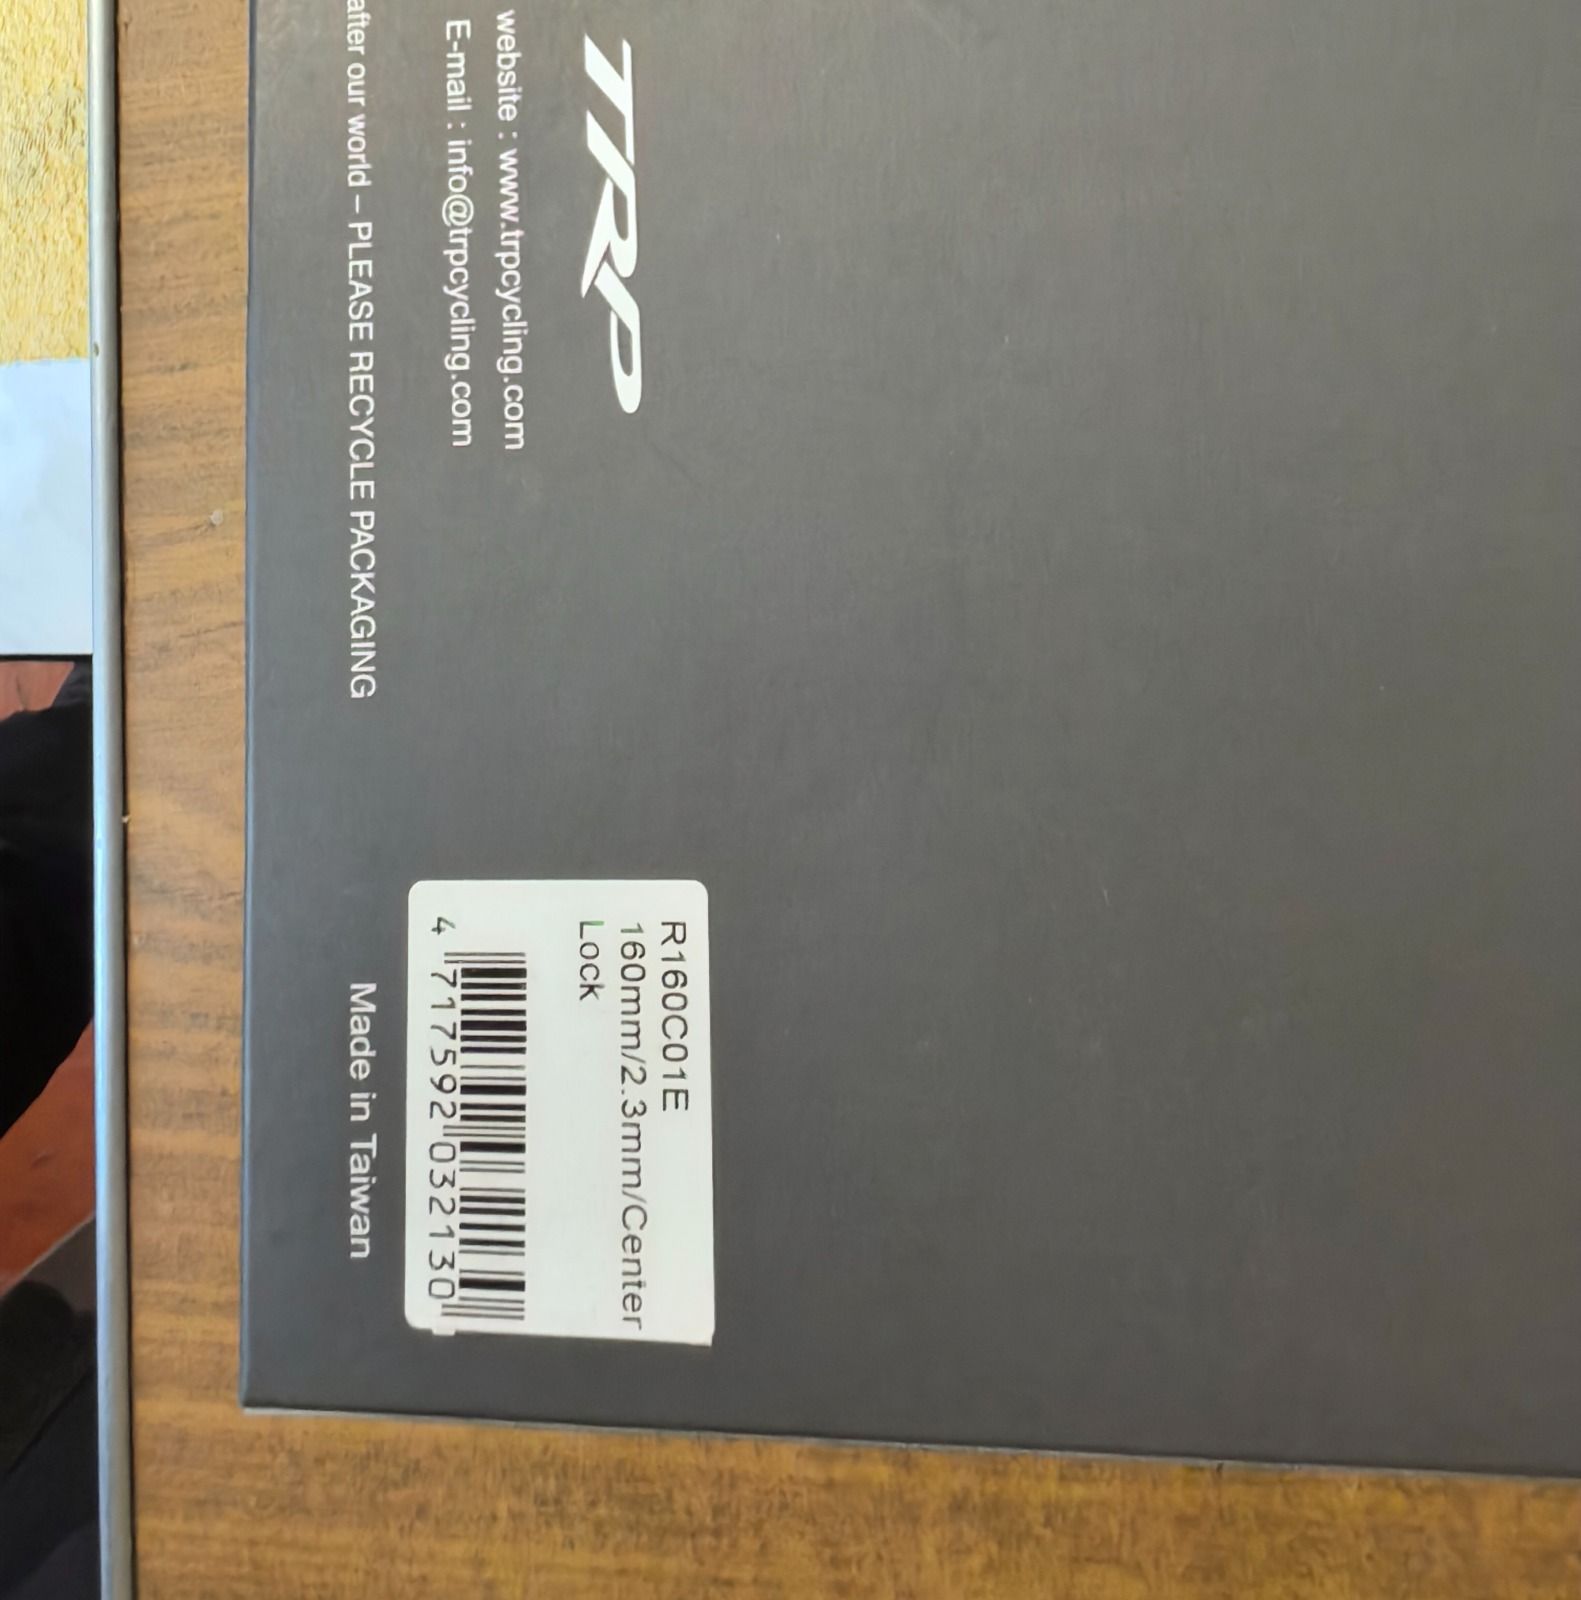 TRP
website : www.trpcycling.com
E-mail : info@trpcycling.com
after our world – PLEASE RECYCLE PACKAGING
R160C01E
160mm/2.3mm/Center
Lock
4 717592 032130
Made in Taiwan